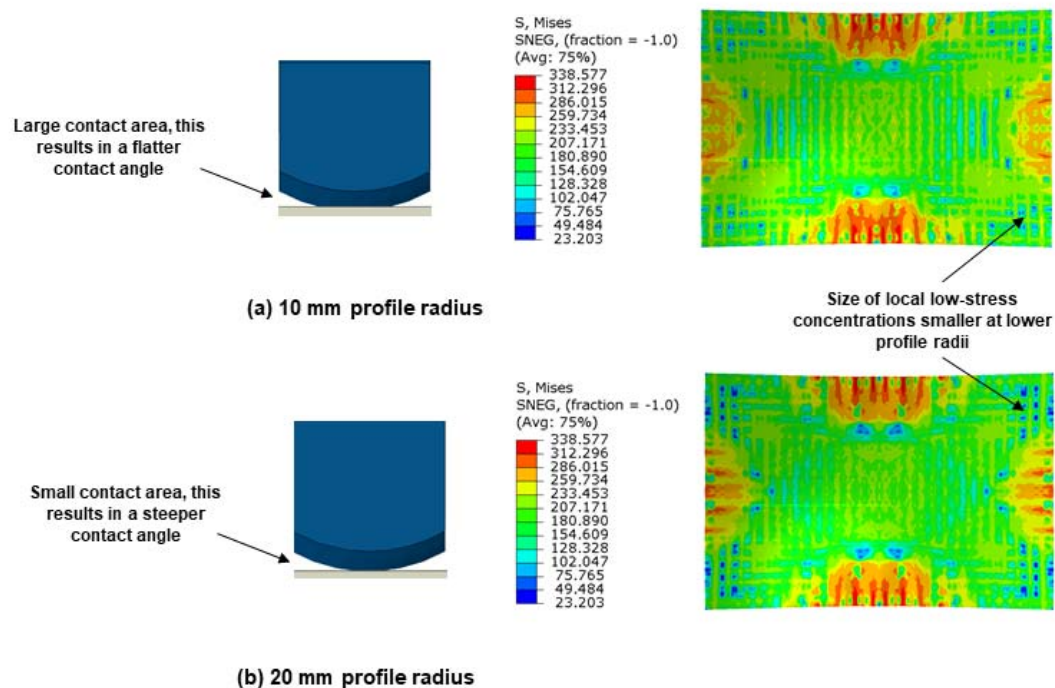 S, Mises
SNEG, (fraction = -1.0)
(Avg: 75%)
338.577
312.296
286.015
259.734
233.453
207.171
180.890
154.609
128.328
102.047
75.765
49.484
23.203
Large contact area, this
results in a flatter
contact angle
(a) 10 mm profile radius
Size of local low-stress
concentrations smaller at lower
profile radii
S, Mises
SNEG, (fraction = -1.0)
(Avg: 75%)
338.577
312.296
286.015
259.734
233.453
207.171
180.890
154.609
128.328
102.047
75.765
49.484
23.203
Small contact area, this
results in a steeper
contact angle
(b) 20 mm profile radius